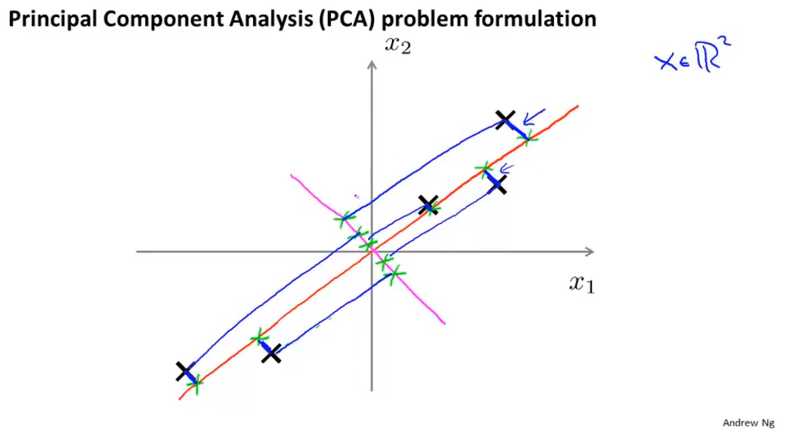 Principal Component Analysis (PCA) problem formulation
x₂
x ∈ ℝ²
x₁
Andrew Ng